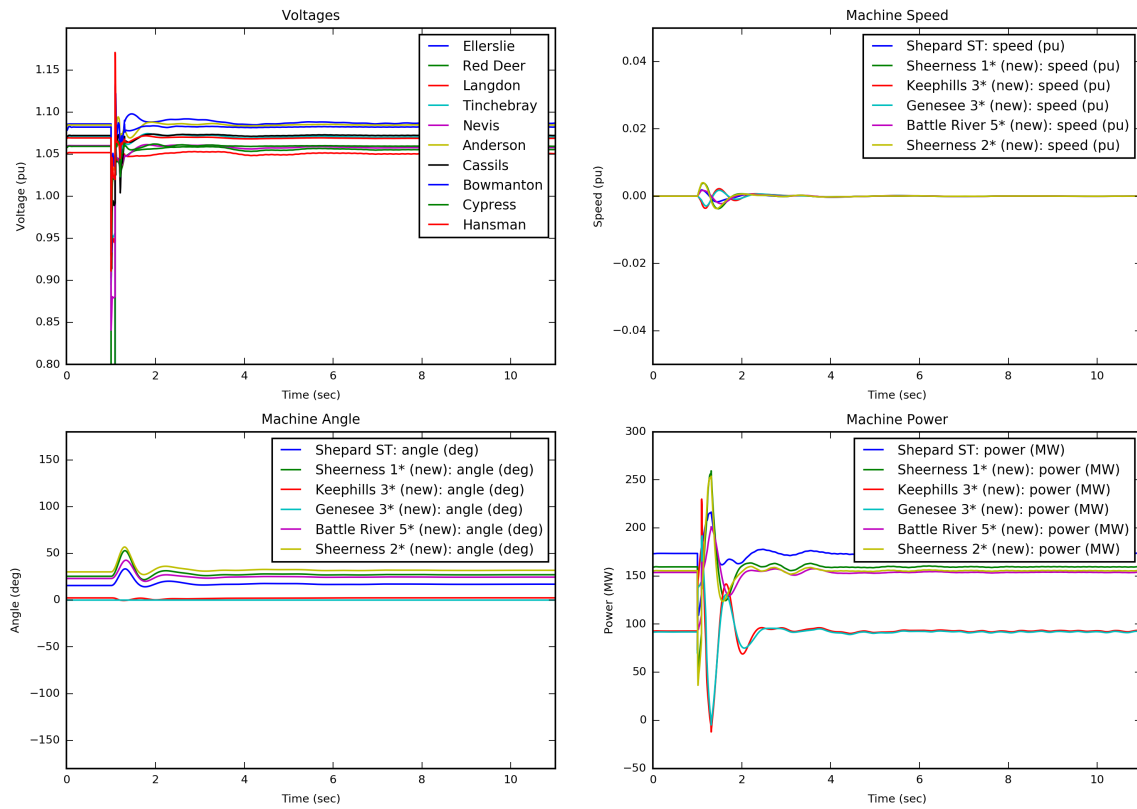 Voltages
Voltage (pu)
1.15
1.10
1.05
1.00
0.95
0.90
0.85
0.80
0 2 4 6 8 10
Time (sec)
Ellerslie
Red Deer
Langdon
Tinchebray
Nevis
Anderson
Cassils
Bowmanton
Cypress
Hansman
Machine Speed
Speed (pu)
0.04
0.02
0.00
−0.02
−0.04
0 2 4 6 8 10
Time (sec)
Shepard ST: speed (pu)
Sheerness 1* (new): speed (pu)
Keephills 3* (new): speed (pu)
Genesee 3* (new): speed (pu)
Battle River 5* (new): speed (pu)
Sheerness 2* (new): speed (pu)
Machine Angle
Angle (deg)
150
100
50
0
−50
−100
−150
0 2 4 6 8 10
Time (sec)
Shepard ST: angle (deg)
Sheerness 1* (new): angle (deg)
Keephills 3* (new): angle (deg)
Genesee 3* (new): angle (deg)
Battle River 5* (new): angle (deg)
Sheerness 2* (new): angle (deg)
Machine Power
Power (MW)
300
250
200
150
100
50
0
−50
0 2 4 6 8 10
Time (sec)
Shepard ST: power (MW)
Sheerness 1* (new): power (MW)
Keephills 3* (new): power (MW)
Genesee 3* (new): power (MW)
Battle River 5* (new): power (MW)
Sheerness 2* (new): power (MW)